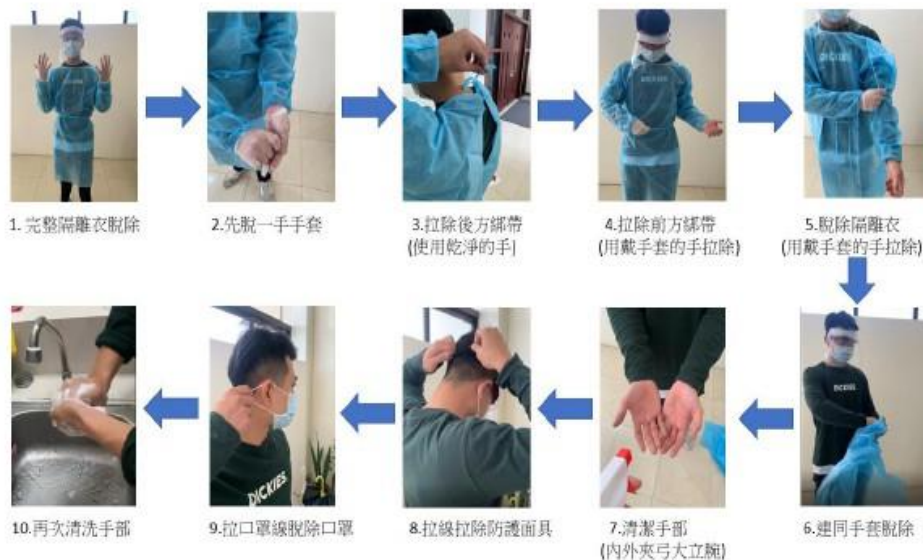 DICKIES
DICKIES
DICKIES
1. 完整隔離衣脫除
2.先脫一手手套
3.拉除後方綁帶
(使用乾淨的手)
4.拉除前方綁帶
(用戴手套的手拉除)
5.脫除隔離衣
(用戴手套的手拉除)
DICKIES
DICKIES
10.再次清洗手部
9.拉口罩線脫除口罩
8.拉線拉除防護面具
7.清潔手部
(內外夾弓大立腕)
6.連同手套脫除